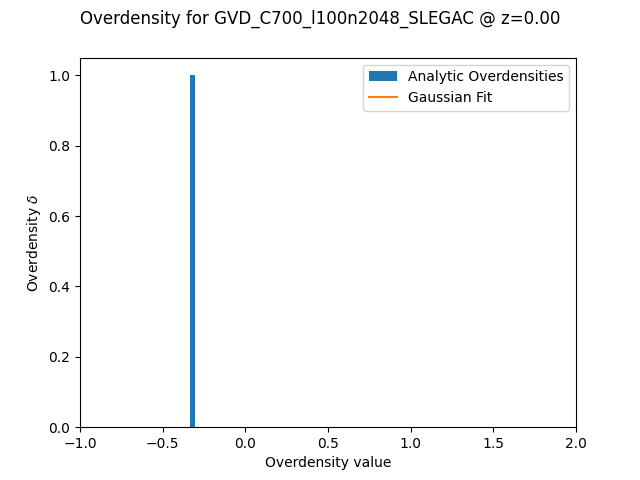 Overdensity for GVD_C700_l100n2048_SLEGAC @ z=0.00
Analytic Overdensities
Gaussian Fit
1.0
0.8
0.6
0.4
0.2
0.0
Overdensity δ
−1.0 −0.5 0.0 0.5 1.0 1.5 2.0
Overdensity value